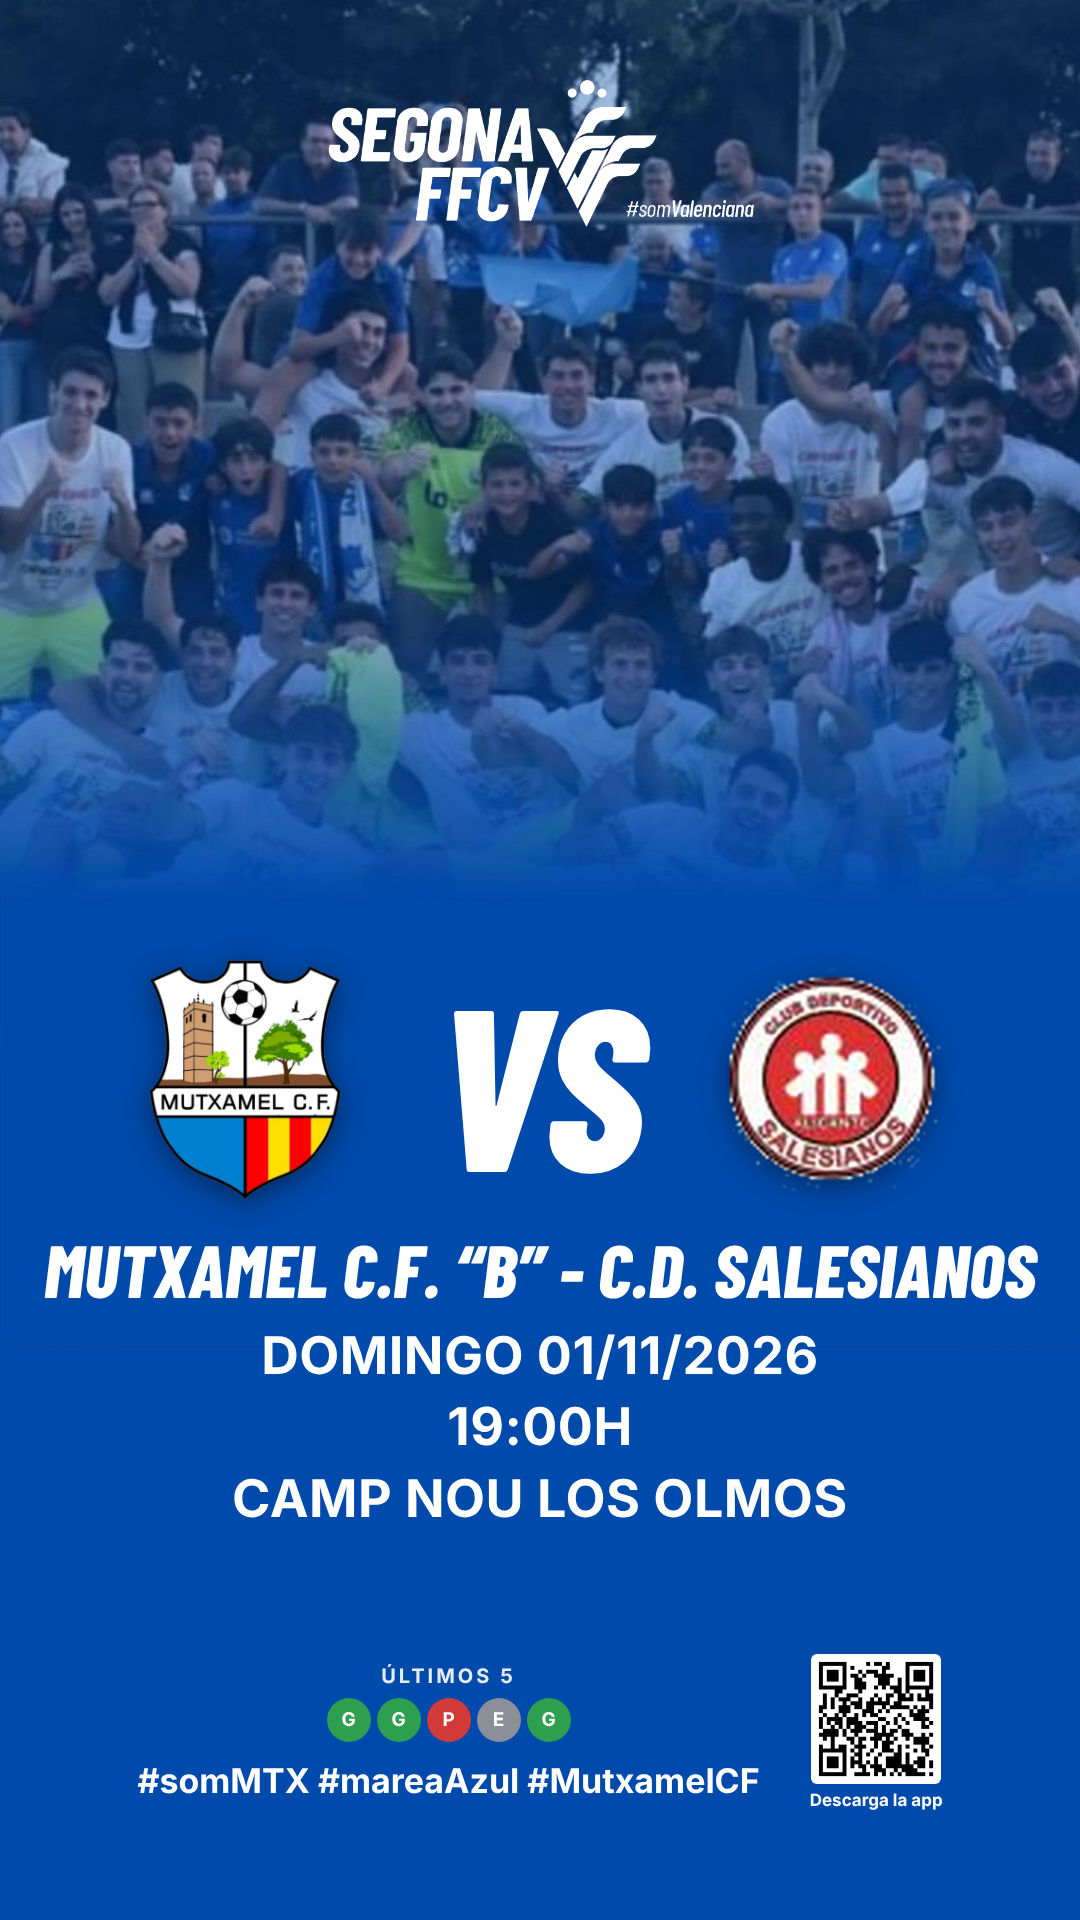 SEGONA
FFCV
#somValenciana
MUTXAMEL C.F.
CLUB DEPORTIVO
SALESIANOS
VS
MUTXAMEL C.F. “B” - C.D. SALESIANOS
DOMINGO 01/11/2026
19:00H
CAMP NOU LOS OLMOS
ÚLTIMOS 5
G G P E G
#somMTX #mareaAzul #MutxamelCF
Descarga la app